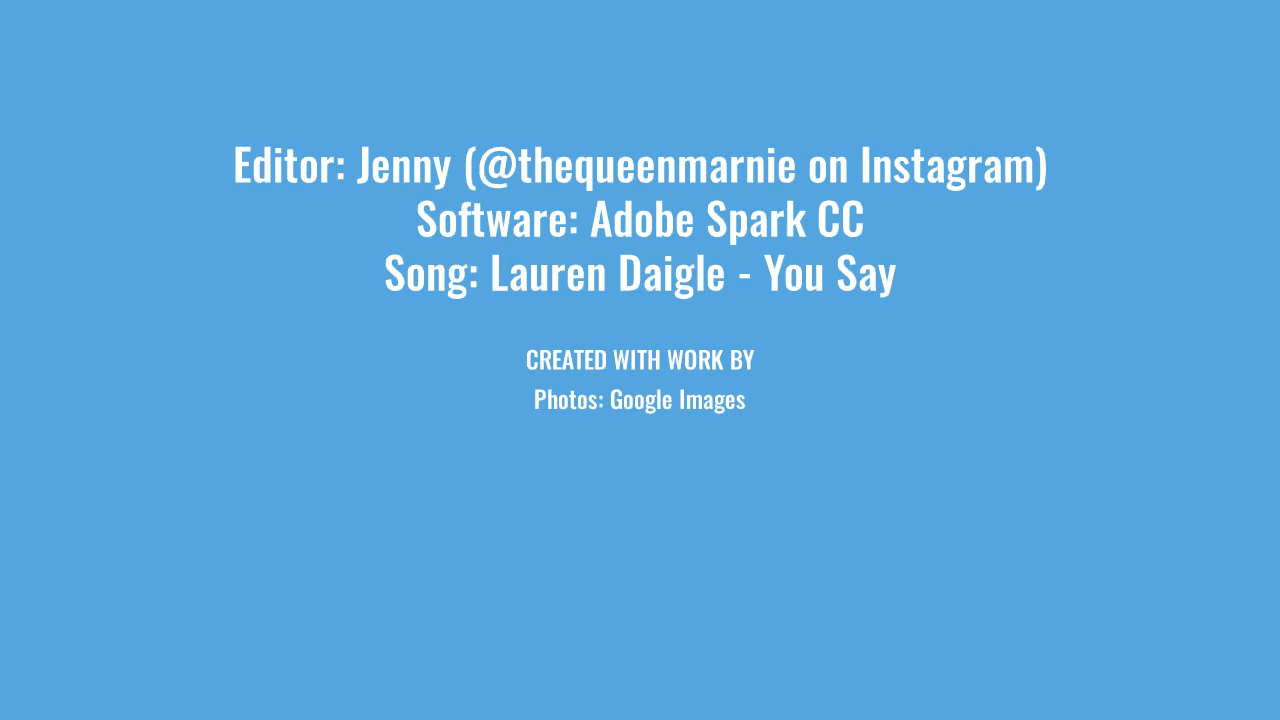 Editor: Jenny (@thequeenmarnie on Instagram)
Software: Adobe Spark CC
Song: Lauren Daigle - You Say
CREATED WITH WORK BY
Photos: Google Images